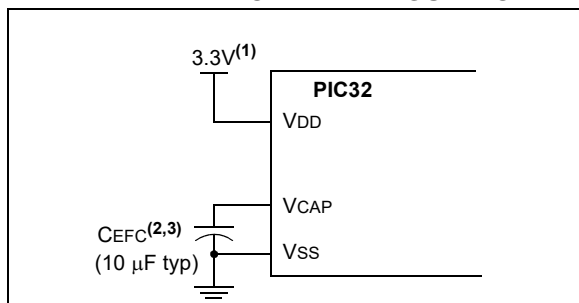 3.3V(1)
PIC32
VDD
VCAP
CEFC(2,3)
(10 μF typ)
VSS